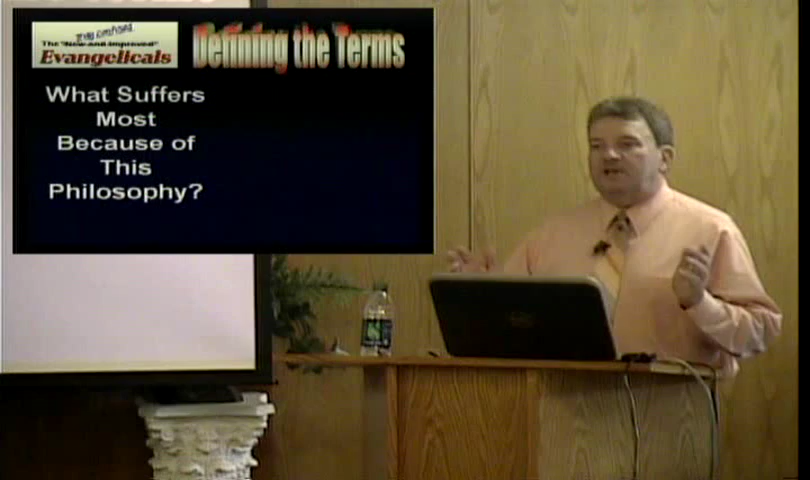 The "New and Improved"
Evangelicals
Defining the Terms
What Suffers
Most
Because of
This
Philosophy?